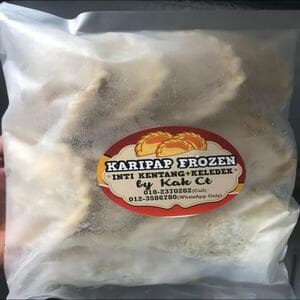 KARIPAP FROZEN
INTI KENTANG+KELEDEK
by Kak Ct
018-2370282(Call)
012-3586780(WhatsApp Only)